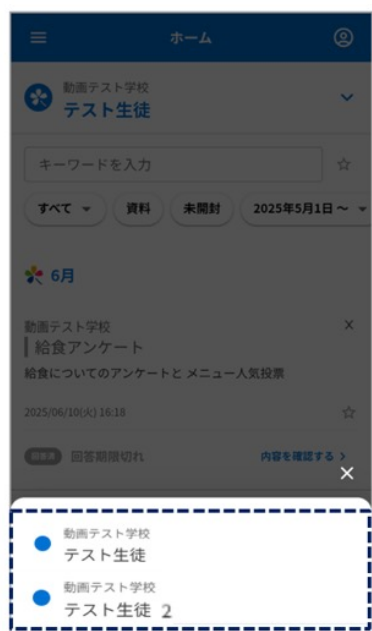 ホーム
動画テスト学校
テスト生徒
キーワードを入力
すべて
資料
未開封
2025年5月1日 ~
6月
動画テスト学校
給食アンケート
給食についてのアンケートと メニュー人気投票
2025/06/10(火) 16:18
回答済 回答期限切れ
内容を確認する
動画テスト学校
テスト生徒
動画テスト学校
テスト生徒 2